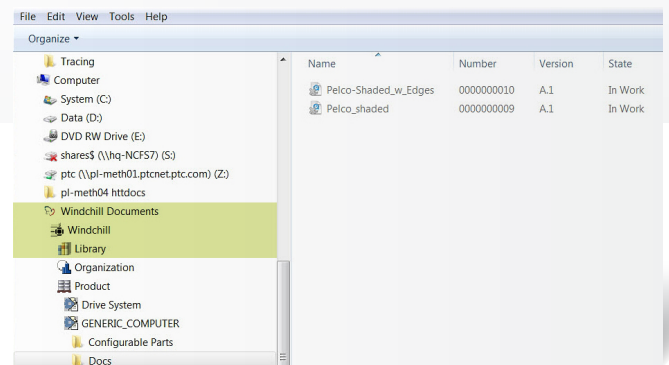 File Edit View Tools Help
Organize
Tracing
Computer
System (C:)
Data (D:)
DVD RW Drive (E:)
shares$ (\\hq-NCFS7) (S:)
ptc (\\pl-meth01.ptcnet.ptc.com) (Z:)
pl-meth04 httdocs
Windchill Documents
Windchill
Library
Organization
Product
Drive System
GENERIC_COMPUTER
Configurable Parts
Docs
Name Number Version State
Pelco-Shaded_w_Edges 0000000010 A.1 In Work
Pelco_shaded 0000000009 A.1 In Work